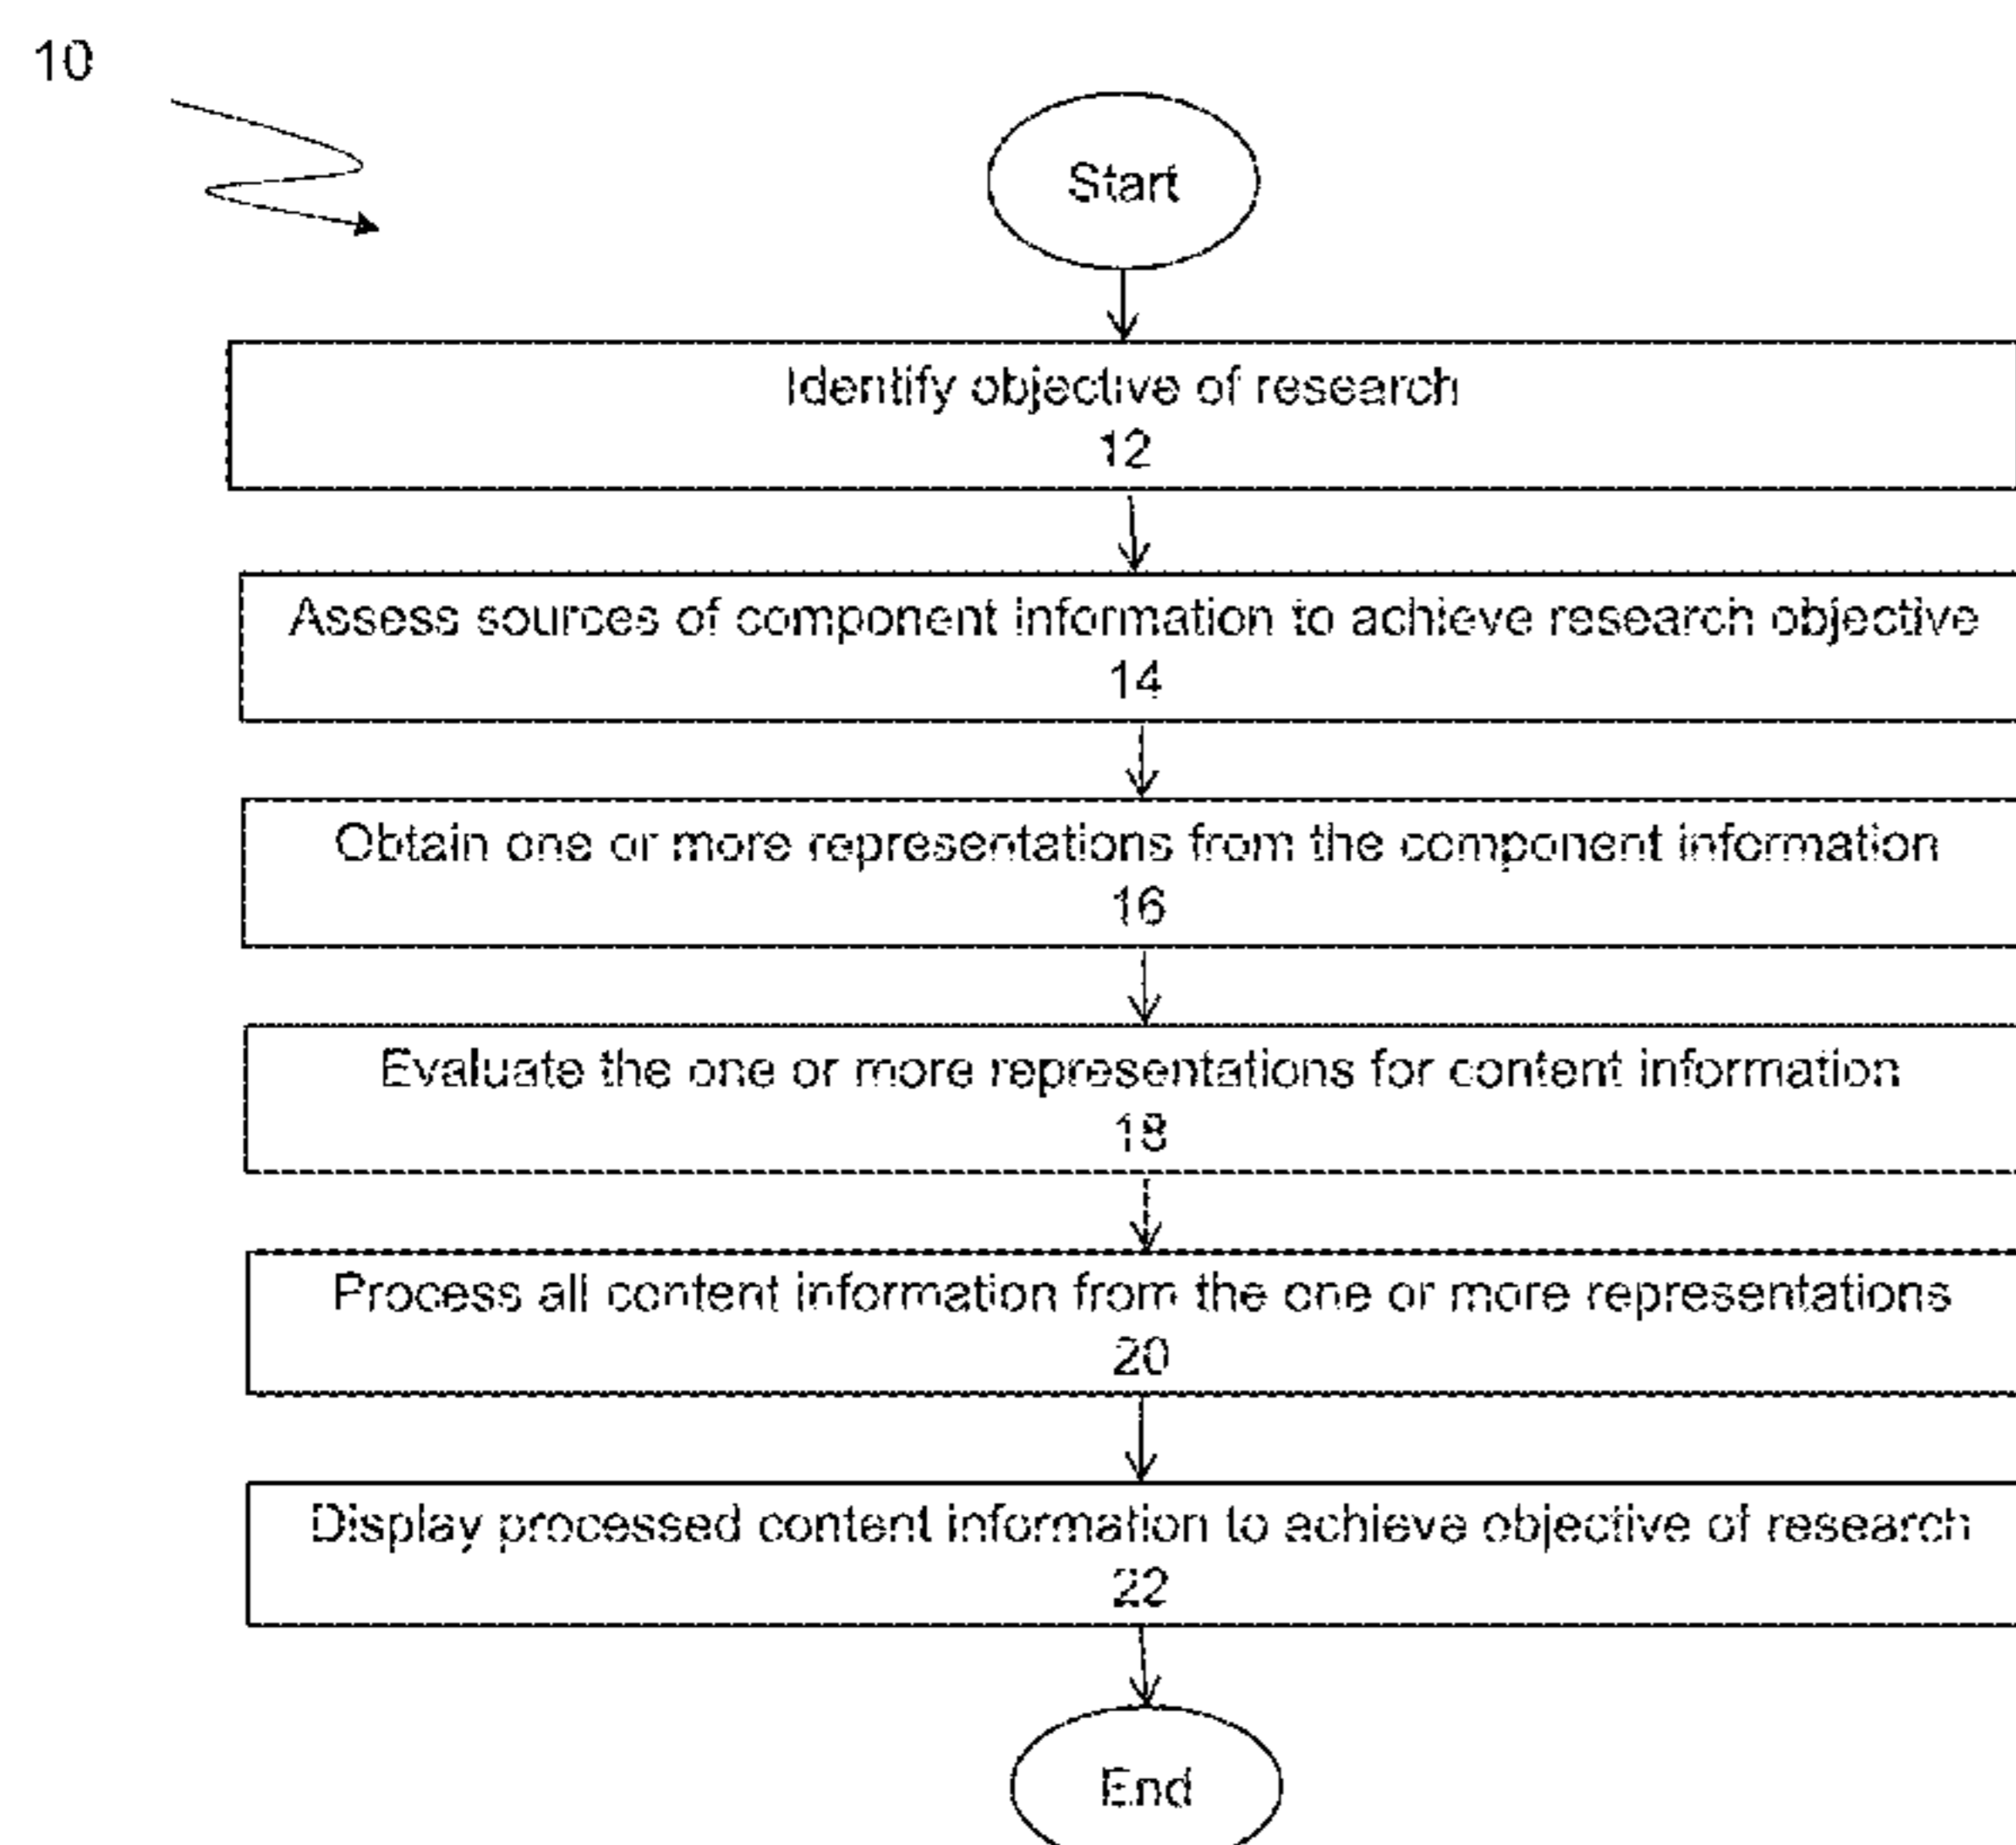 10
Start
Identify objective of research
12
Assess sources of component information to achieve research objective
14
Obtain one or more representations from the component information
16
Evaluate the one or more representations for content information
18
Process all content information from the one or more representations
20
Display processed content information to achieve objective of research
22
End